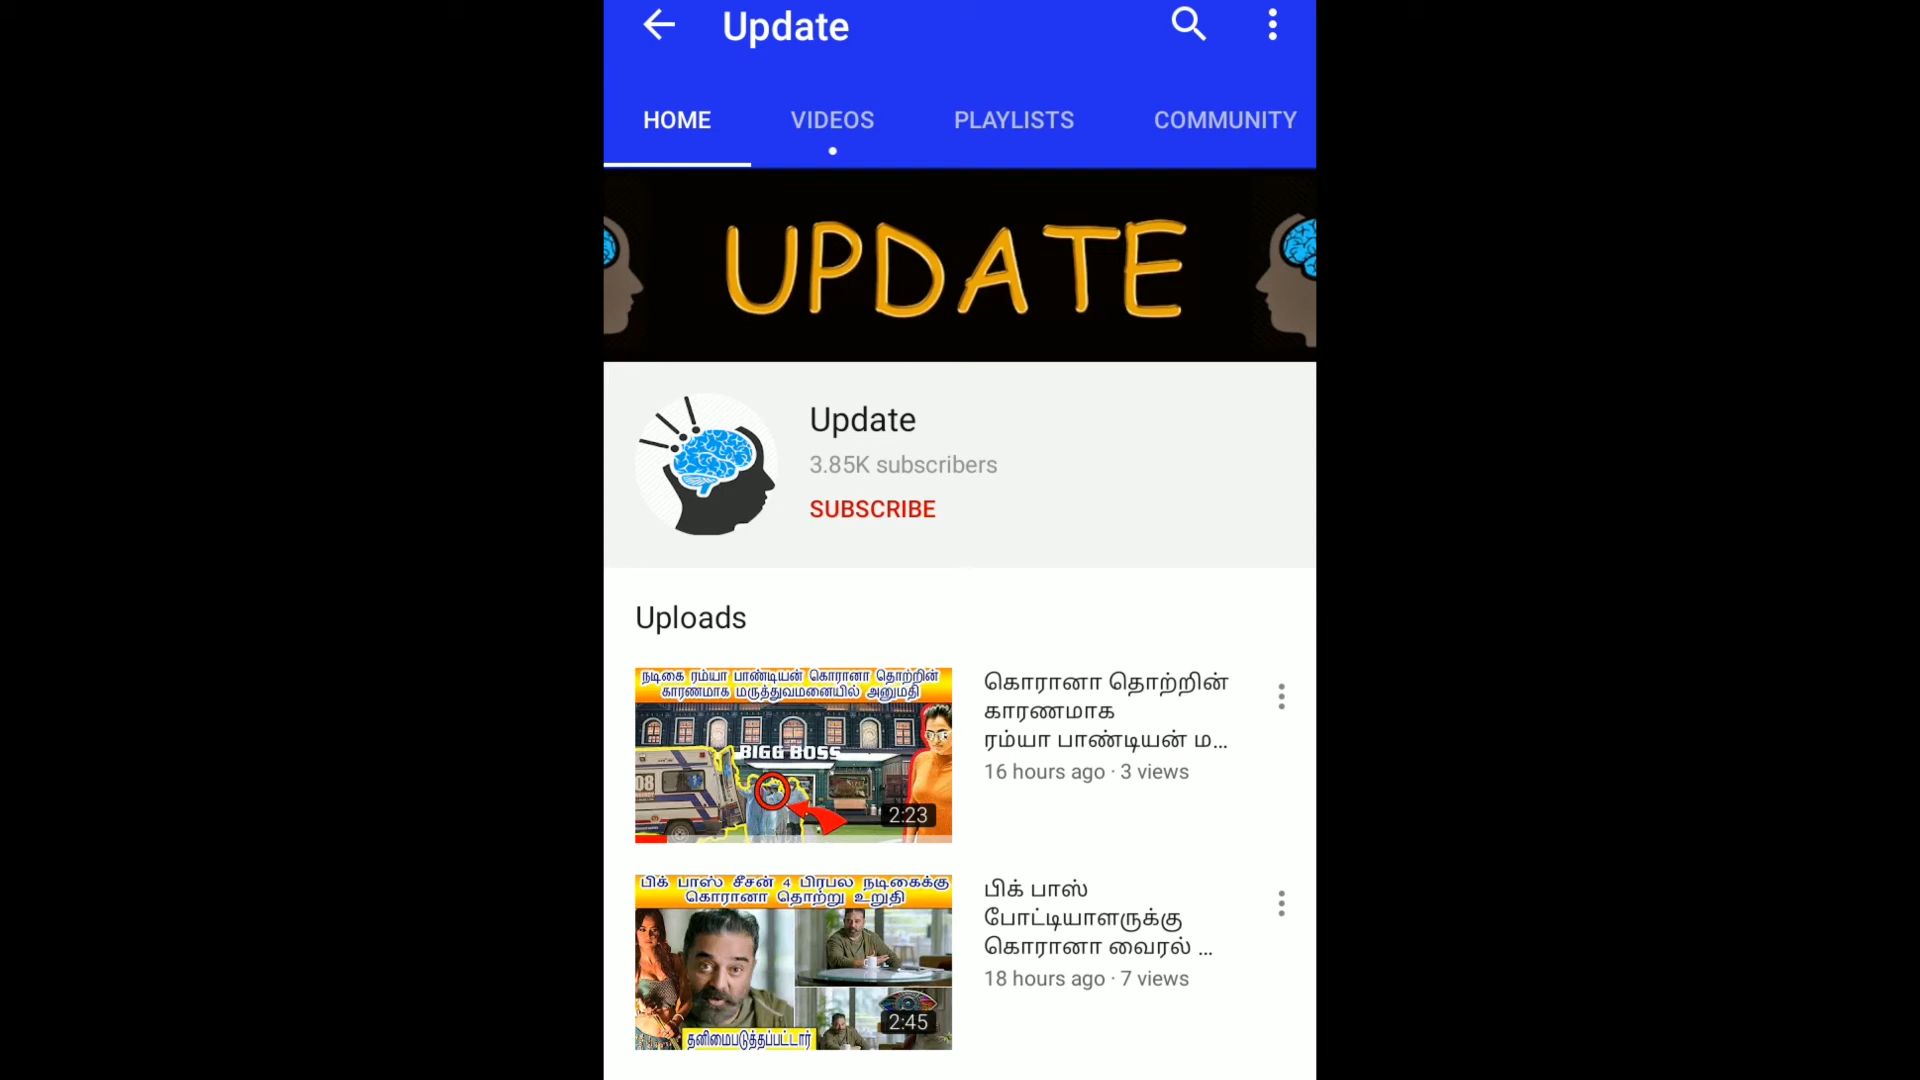 Update
HOME VIDEOS PLAYLISTS COMMUNITY
UPDATE
Update
3.85K subscribers
SUBSCRIBE
Uploads
நடிகை ரம்யா பாண்டியன் கொரானா தொற்றின்
காரணமாக மருத்துவமனையில் அனுமதி
BIGG BOSS
08
2:23
கொரானா தொற்றின்
காரணமாக
ரம்யா பாண்டியன் ம...
16 hours ago · 3 views
பிக் பாஸ் சீசன் 4 பிரபல நடிகைக்கு
கொரானா தொற்று உறுதி
தனிமைபடுத்தப்பட்டார்
2:45
பிக் பாஸ்
போட்டியாளருக்கு
கொரானா வைரல் ...
18 hours ago · 7 views